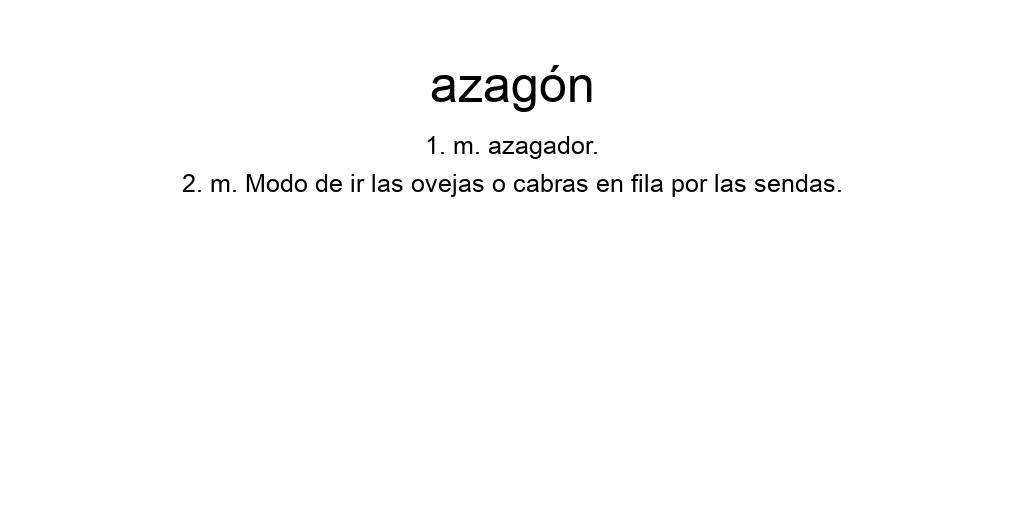 azagón
1. m. azagador.
2. m. Modo de ir las ovejas o cabras en fila por las sendas.